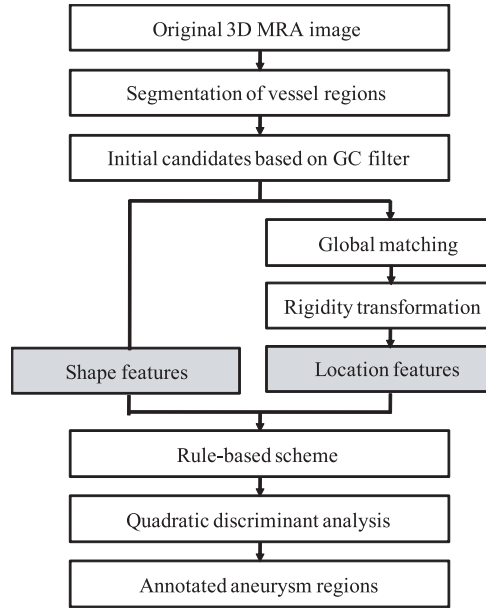 Original 3D MRA image
Segmentation of vessel regions
Initial candidates based on GC filter
Global matching
Rigidity transformation
Shape features
Location features
Rule-based scheme
Quadratic discriminant analysis
Annotated aneurysm regions